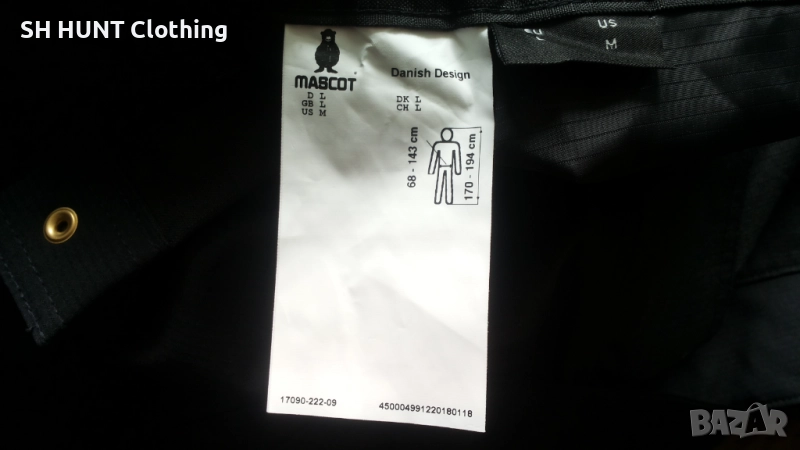 SH HUNT Clothing
US
M
MASCOT
Danish Design
D L
GB L
US M
DK L
CH L
68 - 143 cm
170 - 194 cm
17090-222-09
450004991220180118
BAZAR